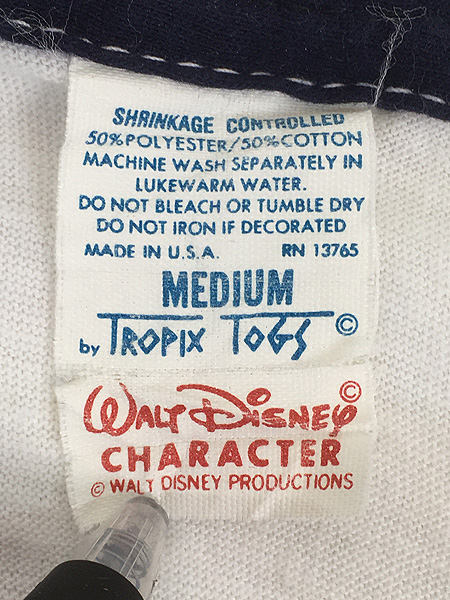 SHRINKAGE CONTROLLED
50%POLYESTER/50%COTTON
MACHINE WASH SEPARATELY IN
LUKEWARM WATER.
DO NOT BLEACH OR TUMBLE DRY
DO NOT IRON IF DECORATED
MADE IN U.S.A. RN 13765
MEDIUM
by TROPIX TOGS ©
WALT DISNEY ©
CHARACTER
© WALT DISNEY PRODUCTIONS